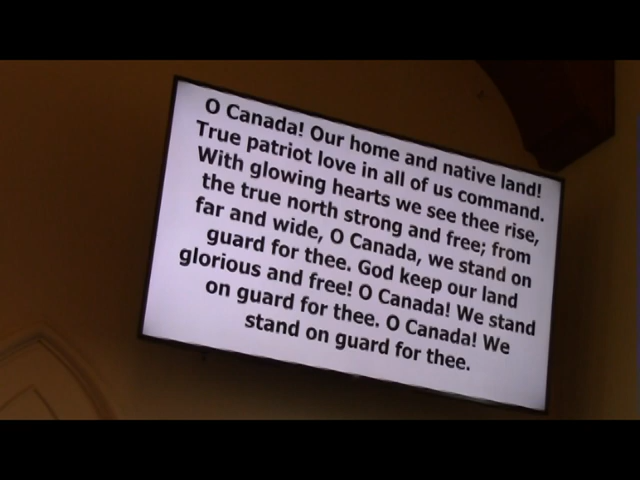 O Canada! Our home and native land!
True patriot love in all of us command.
With glowing hearts we see thee rise,
the true north strong and free; from
far and wide, O Canada, we stand on
guard for thee. God keep our land
glorious and free! O Canada! We stand
on guard for thee. O Canada! We
stand on guard for thee.